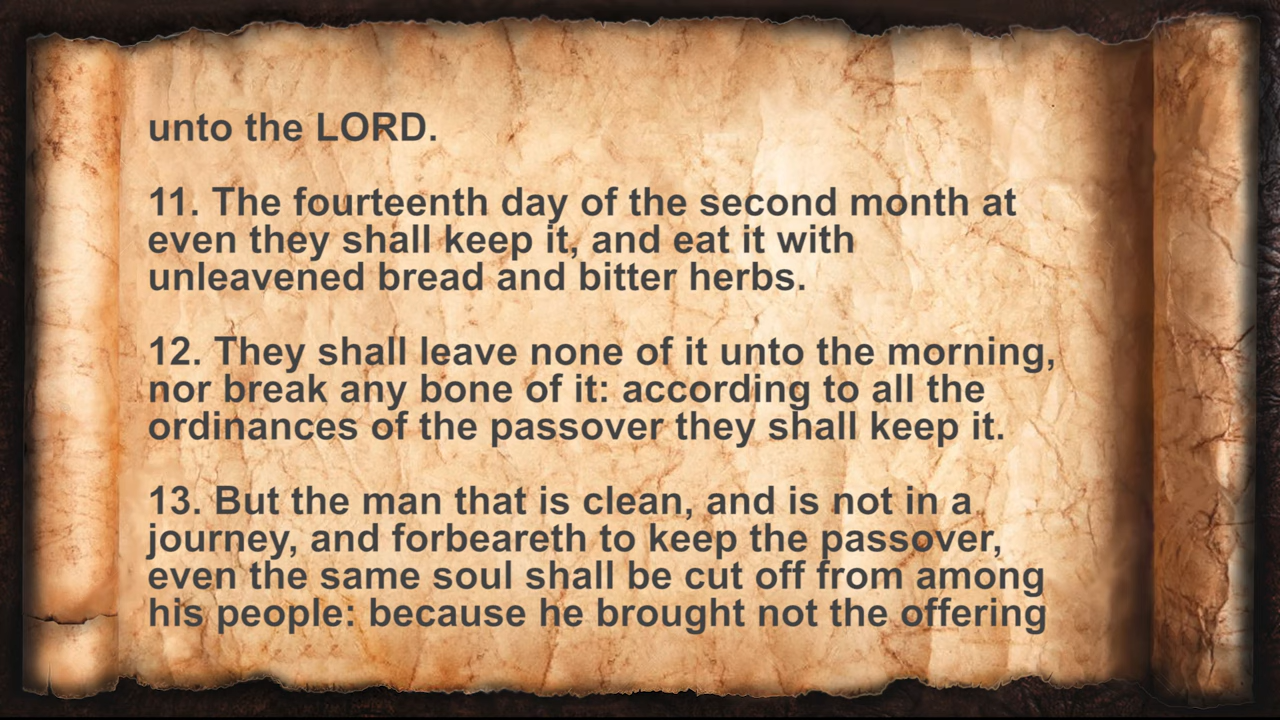 unto the LORD.
11. The fourteenth day of the second month at
even they shall keep it, and eat it with
unleavened bread and bitter herbs.
12. They shall leave none of it unto the morning,
nor break any bone of it: according to all the
ordinances of the passover they shall keep it.
13. But the man that is clean, and is not in a
journey, and forbeareth to keep the passover,
even the same soul shall be cut off from among
his people: because he brought not the offering